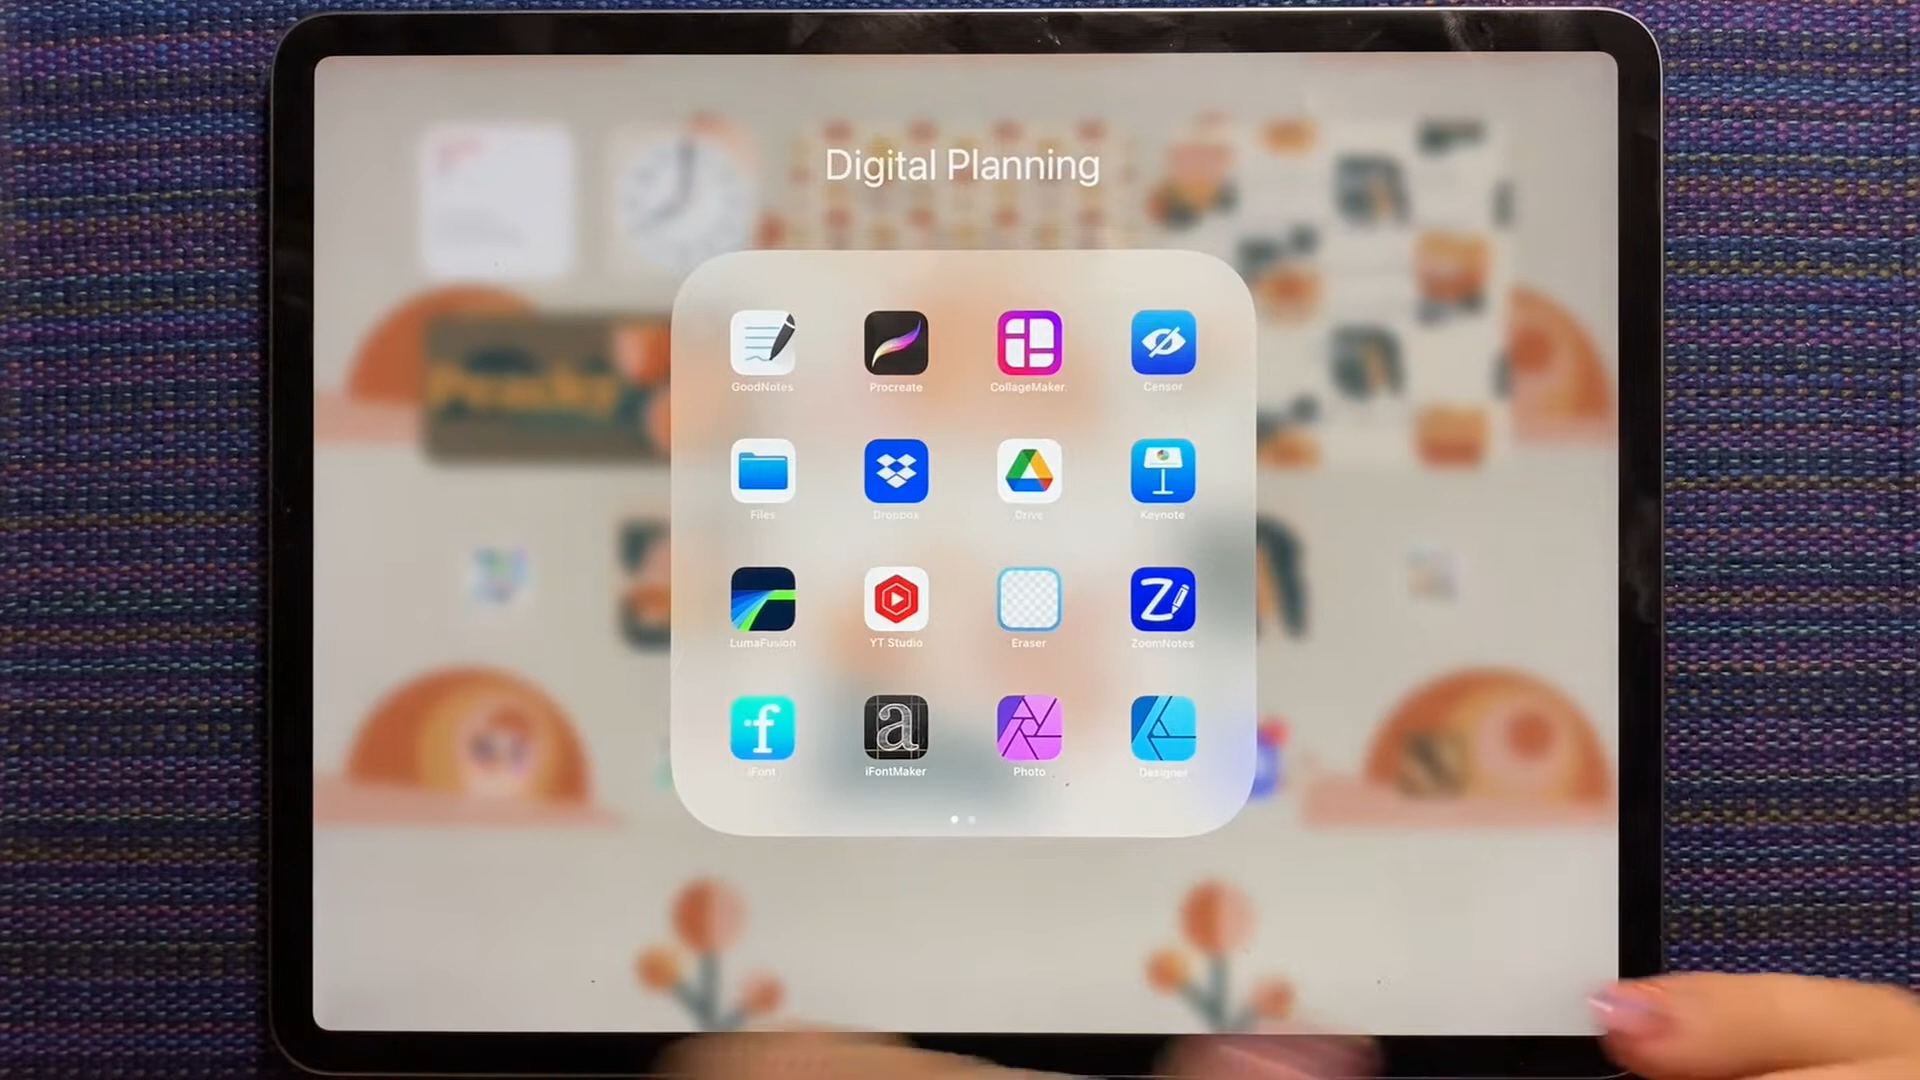 Digital Planning
GoodNotes
Procreate
CollageMaker.
Censor
Files
Dropbox
Drive
Keynote
LumaFusion
YT Studio
Eraser
Z
ZoomNotes
f
a
iFont
iFontMaker
Photo
Designer